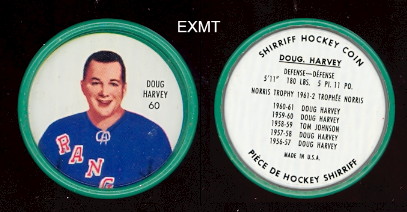 EXMT
DOUG
HARVEY
60
RANG
SHIRRIFF HOCKEY COIN
DOUG. HARVEY
DEFENSE—DÉFENSE
5'11" 180 LBS. 5 PI. 11 PO.
NORRIS TROPHY 1961-2 TROPHÉE NORRIS
1960-61 DOUG HARVEY
1959-60 DOUG HARVEY
1958-59 TOM JOHNSON
1957-58 DOUG HARVEY
1956-57 DOUG HARVEY
MADE IN U.S.A.
PIÈCE DE HOCKEY SHIRRIFF